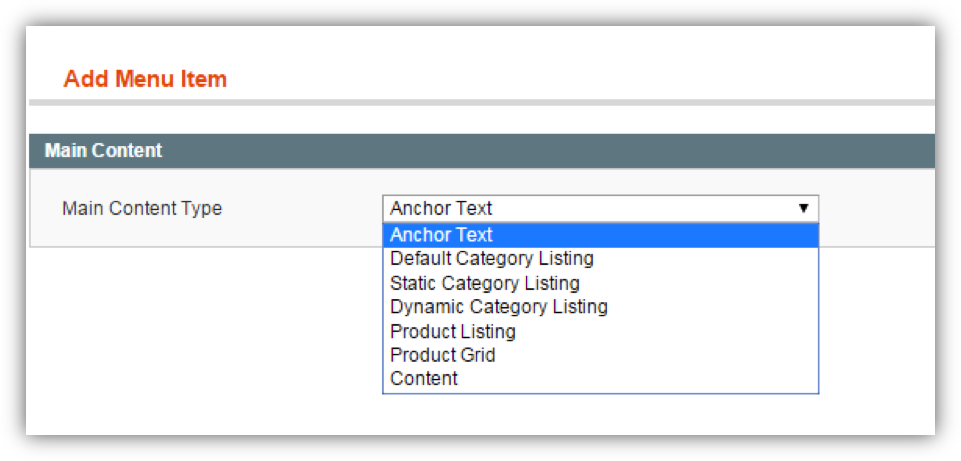 Add Menu Item
Main Content
Main Content Type
Anchor Text
Anchor Text
Default Category Listing
Static Category Listing
Dynamic Category Listing
Product Listing
Product Grid
Content